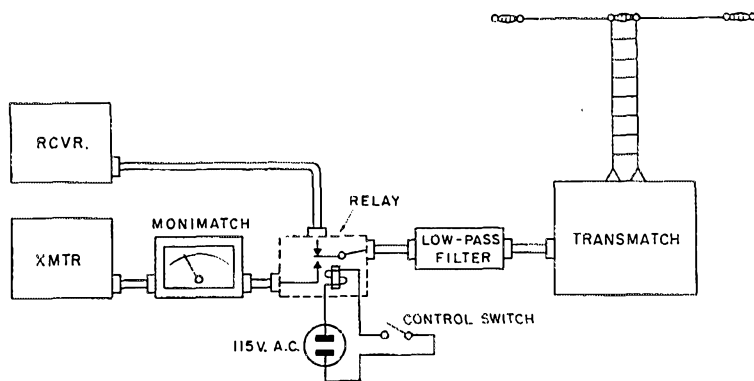 RCVR.
XMTR
MONIMATCH
RELAY
LOW-PASS
FILTER
TRANSMATCH
115V. A.C.
CONTROL SWITCH